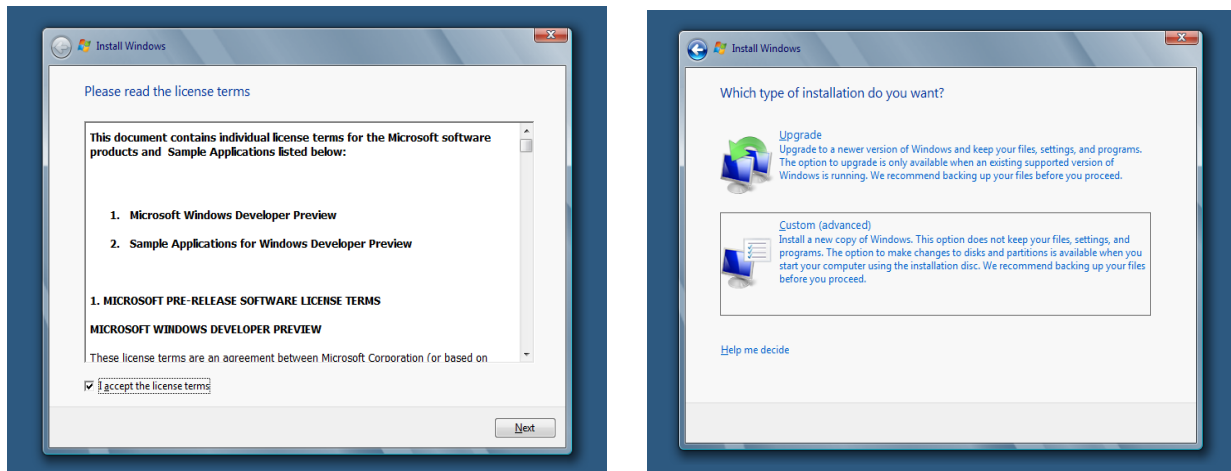 Install Windows
Please read the license terms
This document contains individual license terms for the Microsoft software
products and Sample Applications listed below:
1. Microsoft Windows Developer Preview
2. Sample Applications for Windows Developer Preview
1. MICROSOFT PRE-RELEASE SOFTWARE LICENSE TERMS
MICROSOFT WINDOWS DEVELOPER PREVIEW
These license terms are an agreement between Microsoft Corporation (or based on
I accept the license terms
Next
Install Windows
Which type of installation do you want?
Upgrade
Upgrade to a newer version of Windows and keep your files, settings, and programs.
The option to upgrade is only available when an existing supported version of
Windows is running. We recommend backing up your files before you proceed.
Custom (advanced)
Install a new copy of Windows. This option does not keep your files, settings, and
programs. The option to make changes to disks and partitions is available when you
start your computer using the installation disc. We recommend backing up your files
before you proceed.
Help me decide